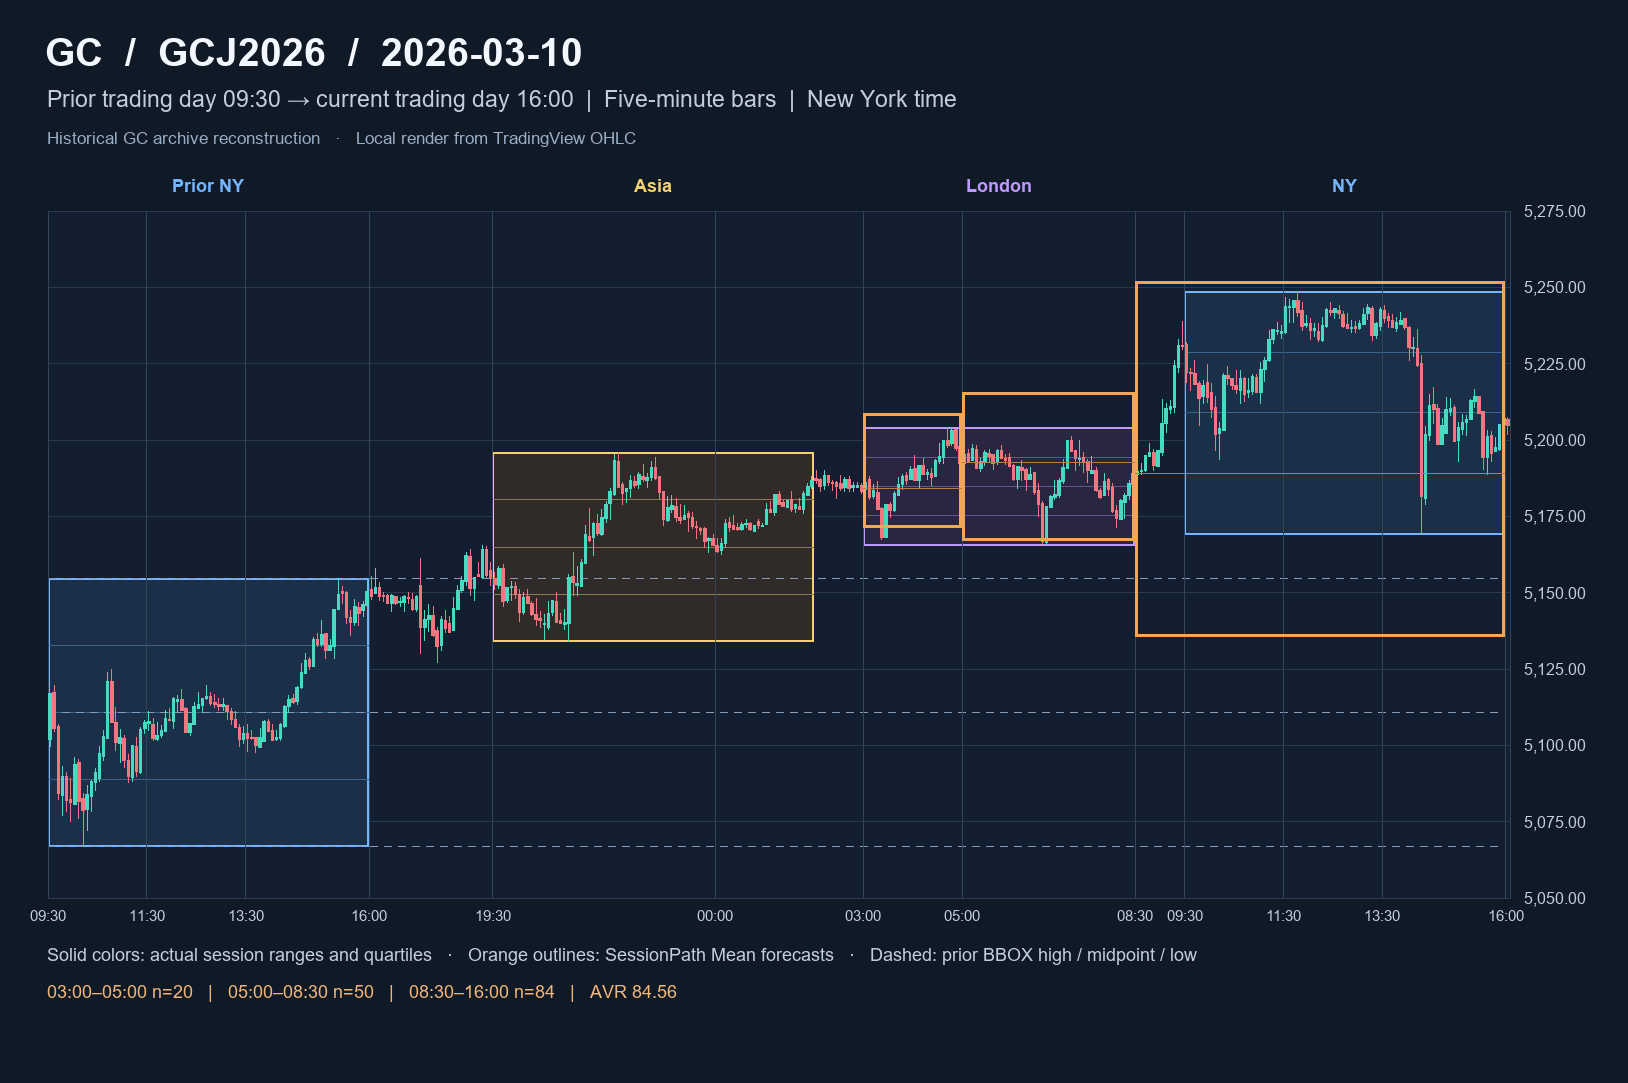 GC / GCJ2026 / 2026-03-10
Prior trading day 09:30 → current trading day 16:00 | Five-minute bars | New York time
Historical GC archive reconstruction · Local render from TradingView OHLC
Prior NY Asia London NY
5,275.00
5,250.00
5,225.00
5,200.00
5,175.00
5,150.00
5,125.00
5,100.00
5,075.00
5,050.00
09:30 11:30 13:30 16:00 19:30 00:00 03:00 05:00 08:30 09:30 11:30 13:30 16:00
Solid colors: actual session ranges and quartiles · Orange outlines: SessionPath Mean forecasts · Dashed: prior BBOX high / midpoint / low
03:00–05:00 n=20 | 05:00–08:30 n=50 | 08:30–16:00 n=84 | AVR 84.56